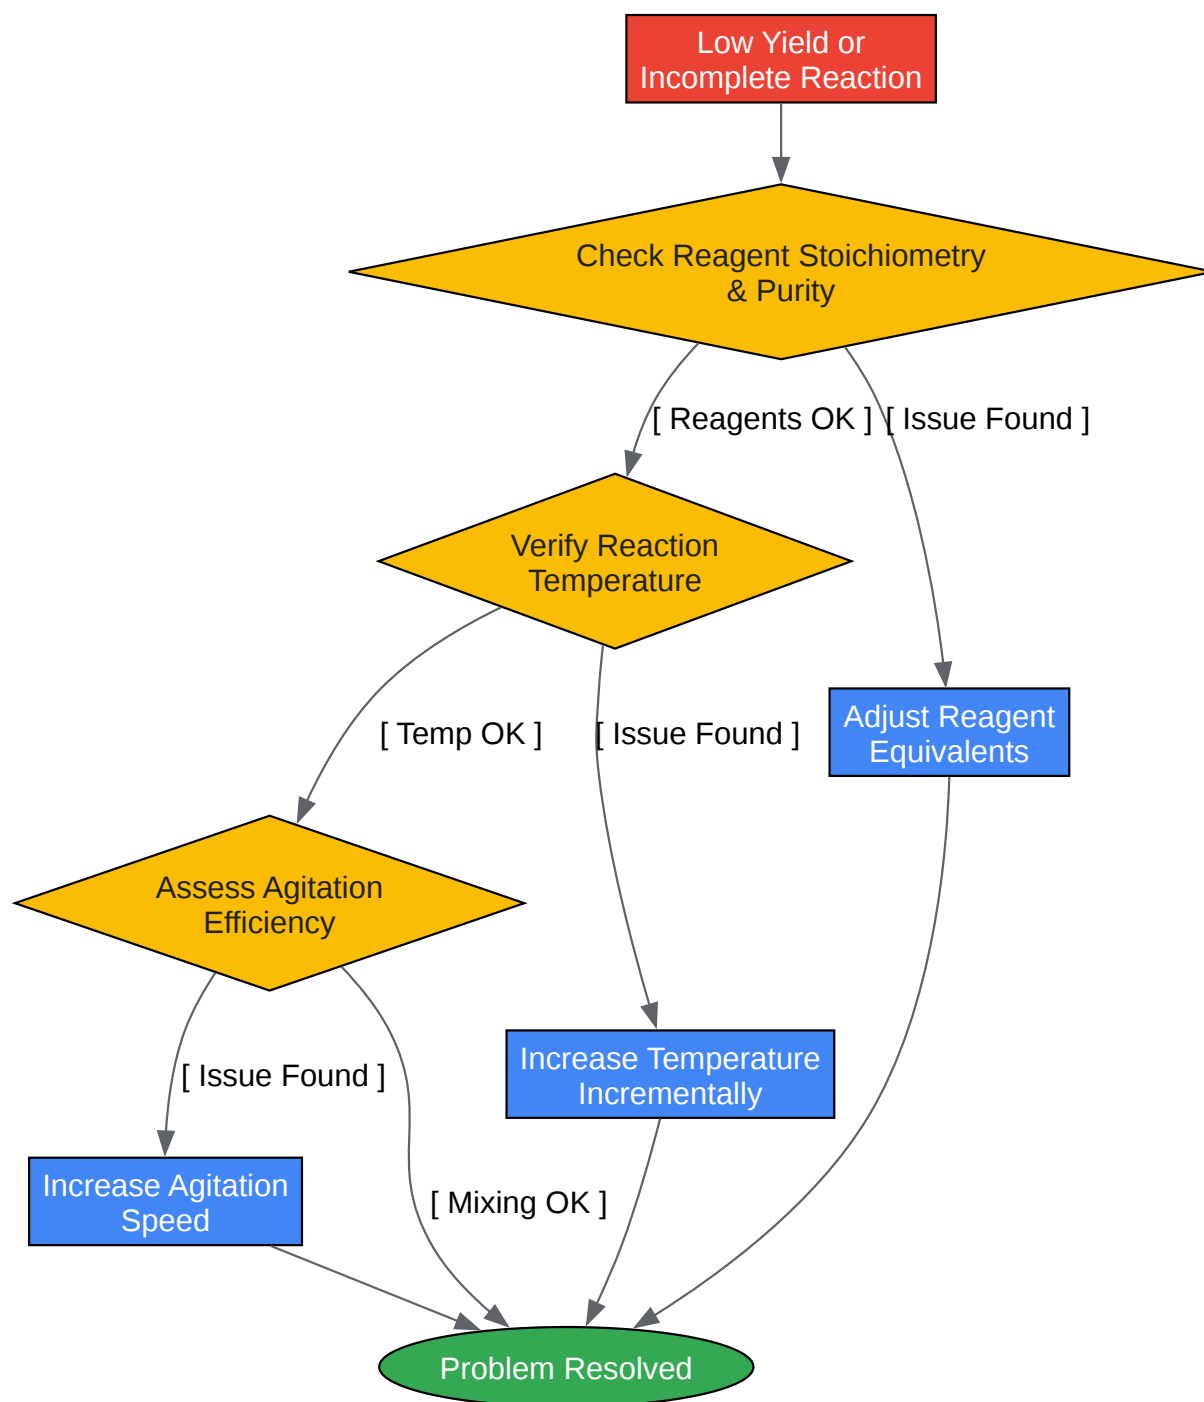 Low Yield or
Incomplete Reaction
Check Reagent Stoichiometry
& Purity
[ Reagents OK ]
[ Issue Found ]
Verify Reaction
Temperature
Adjust Reagent
Equivalents
[ Temp OK ]
[ Issue Found ]
Assess Agitation
Efficiency
Increase Temperature
Incrementally
[ Issue Found ]
Increase Agitation
Speed
[ Mixing OK ]
Problem Resolved